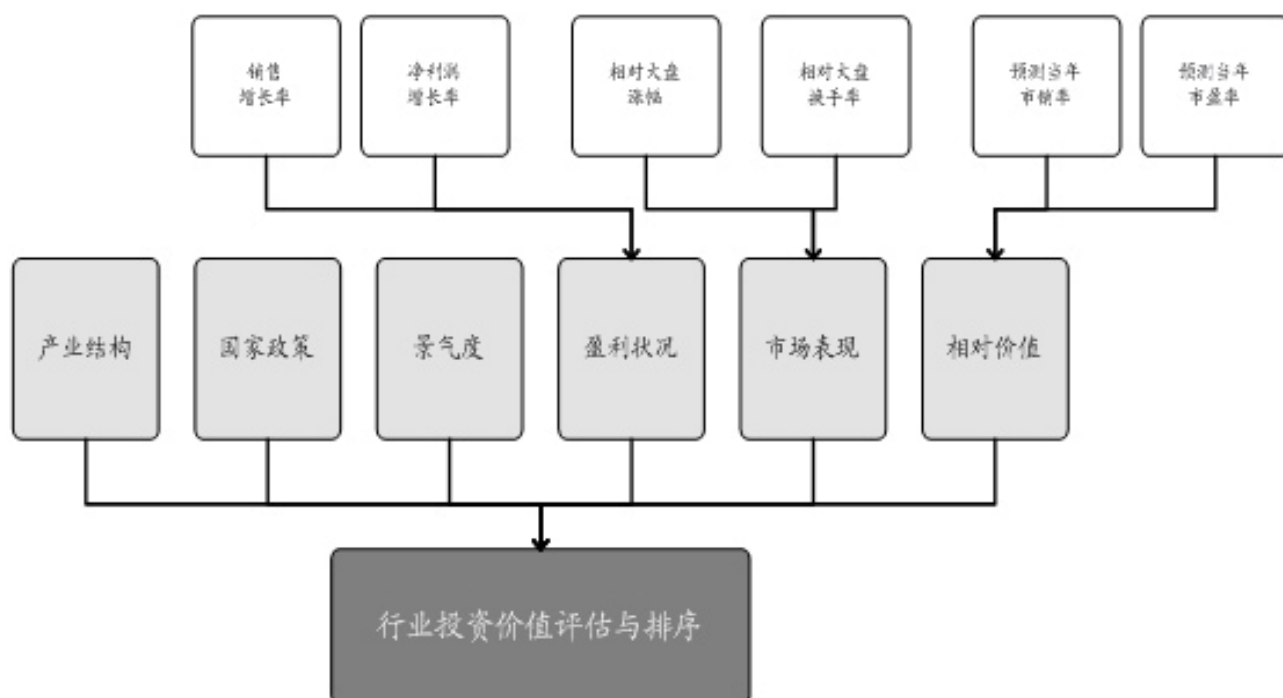 销售
增长率
净利润
增长率
相对大盘
涨幅
相对大盘
换手率
预测当年
市销率
预测当年
市盈率
产业结构
国家政策
景气度
盈利状况
市场表现
相对价值
行业投资价值评估与排序